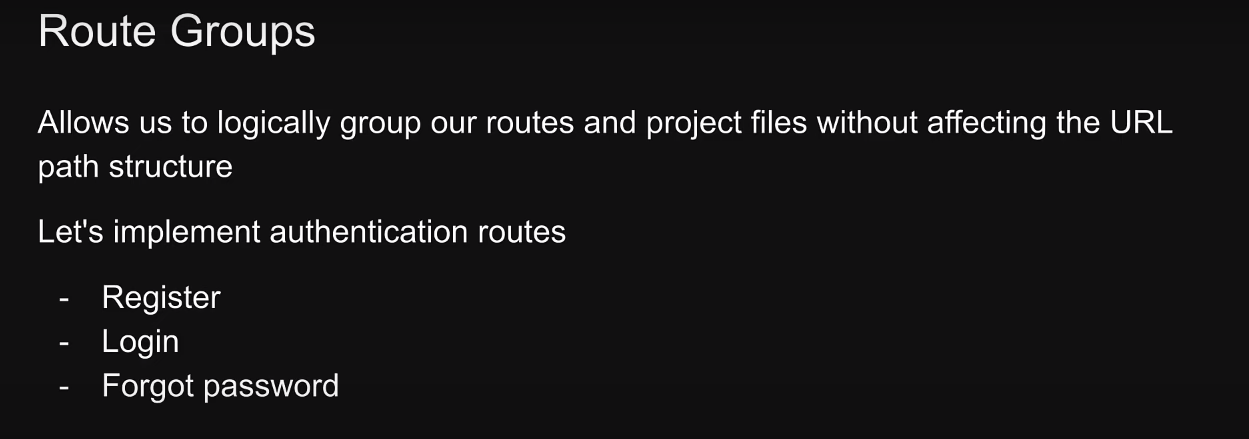 Route Groups
Allows us to logically group our routes and project files without affecting the URL
path structure
Let's implement authentication routes
- Register
- Login
- Forgot password